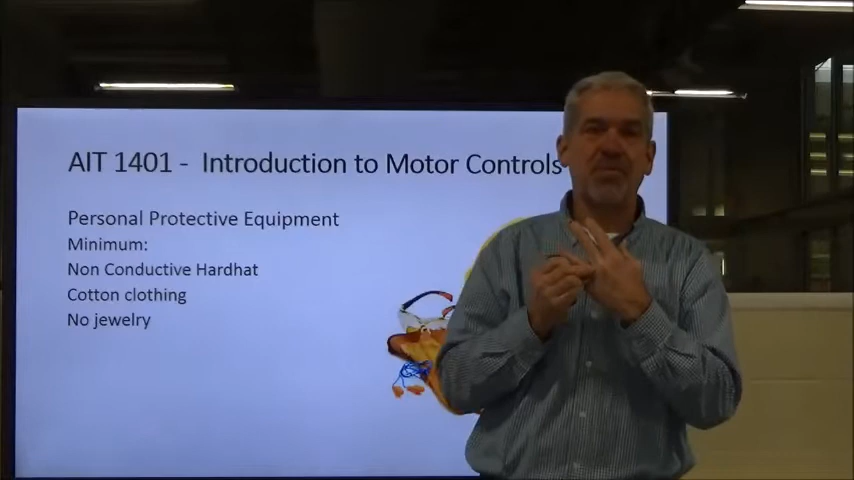 AIT 1401 - Introduction to Motor Controls
Personal Protective Equipment
Minimum:
Non Conductive Hardhat
Cotton clothing
No jewelry